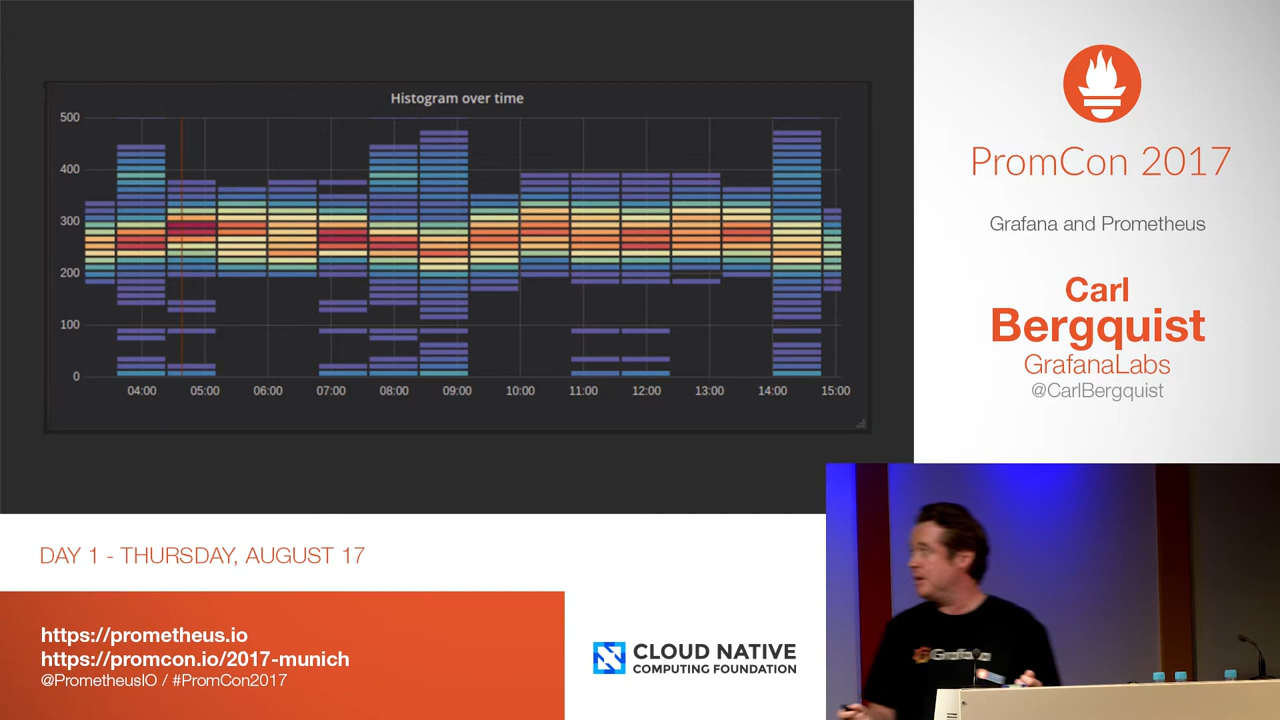 Histogram over time
500
400
300
200
100
0
04:00 05:00 06:00 07:00 08:00 09:00 10:00 11:00 12:00 13:00 14:00 15:00
PromCon 2017
Grafana and Prometheus
Carl
Bergquist
GrafanaLabs
@CarlBergquist
DAY 1 - THURSDAY, AUGUST 17
https://prometheus.io
https://promcon.io/2017-munich
@PrometheusIO / #PromCon2017
CLOUD NATIVE
COMPUTING FOUNDATION
Grafana